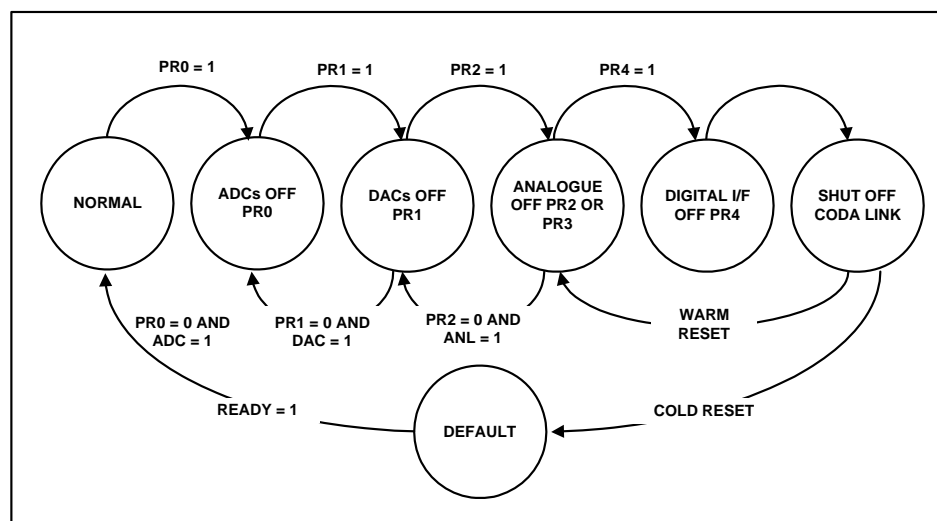 PR0 = 1
PR1 = 1
PR2 = 1
PR4 = 1
NORMAL
ADCs OFF
PR0
DACs OFF
PR1
ANALOGUE
OFF PR2 OR
PR3
DIGITAL I/F
OFF PR4
SHUT OFF
CODA LINK
PR0 = 0 AND
ADC = 1
PR1 = 0 AND
DAC = 1
PR2 = 0 AND
ANL = 1
WARM
RESET
READY = 1
DEFAULT
COLD RESET